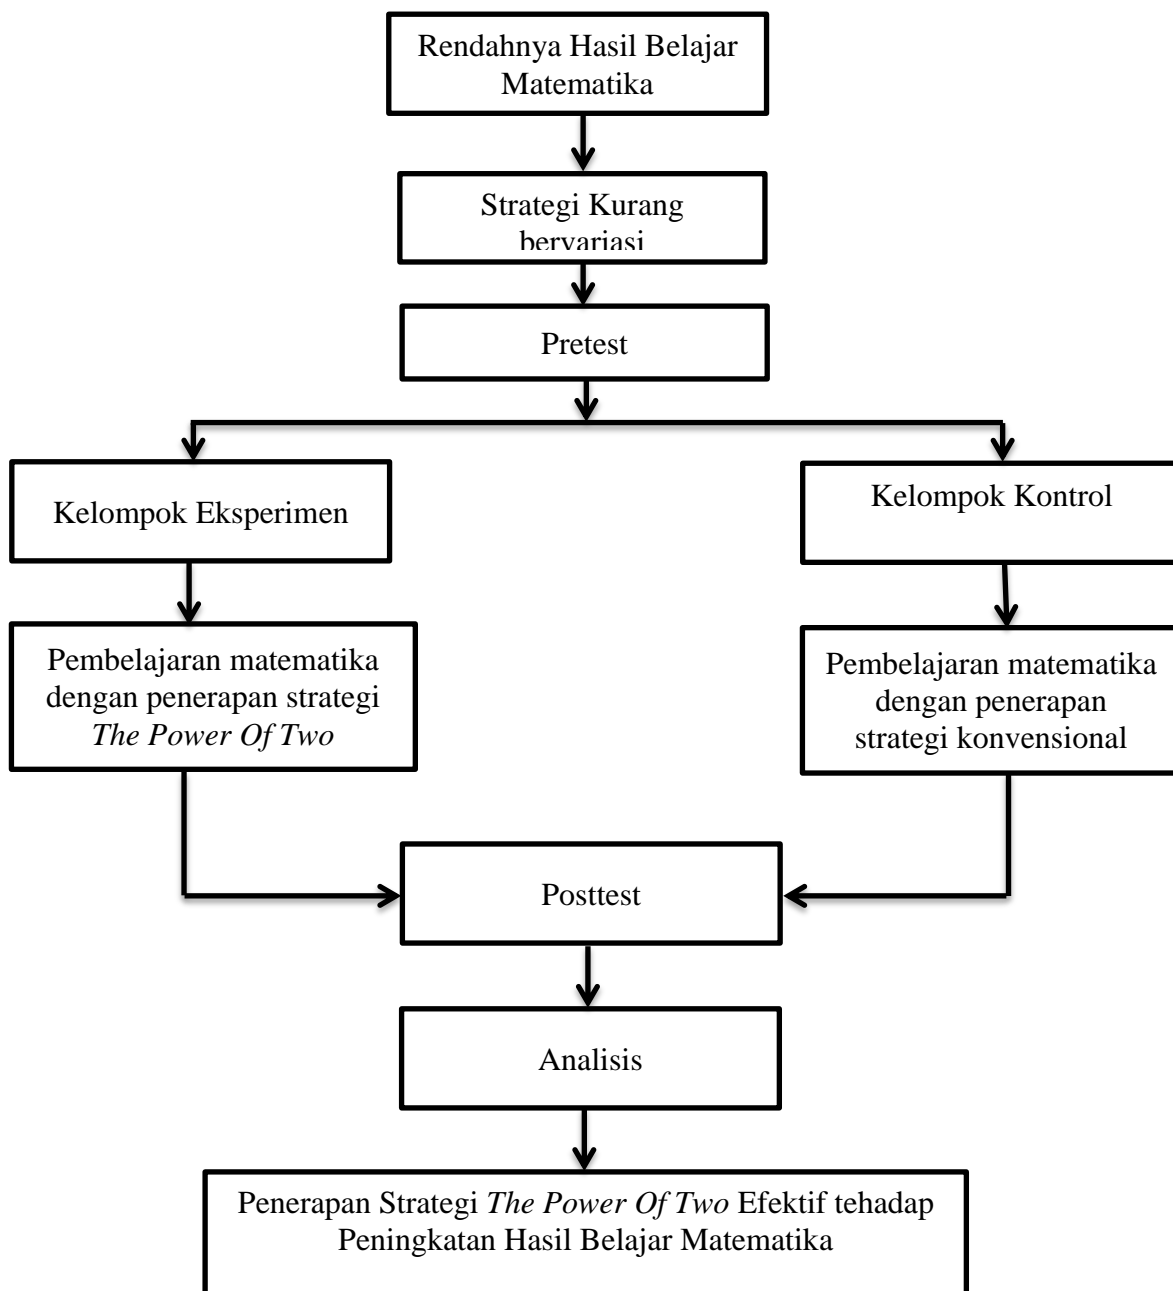 Rendahnya Hasil Belajar
Matematika
Strategi Kurang
bervariasi
Pretest
Kelompok Eksperimen
Kelompok Kontrol
Pembelajaran matematika
dengan penerapan strategi
The Power Of Two
Pembelajaran matematika
dengan penerapan
strategi konvensional
Posttest
Analisis
Penerapan Strategi The Power Of Two Efektif tehadap
Peningkatan Hasil Belajar Matematika